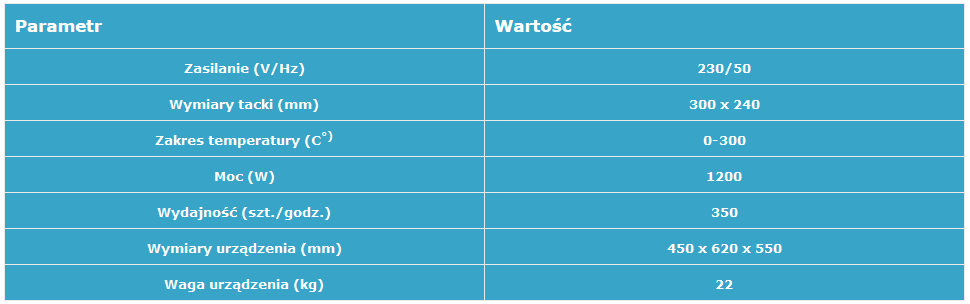 Parametr Wartość
Zasilanie (V/Hz) 230/50
Wymiary tacki (mm) 300 x 240
Zakres temperatury (C°) 0-300
Moc (W) 1200
Wydajność (szt./godz.) 350
Wymiary urządzenia (mm) 450 x 620 x 550
Waga urządzenia (kg) 22